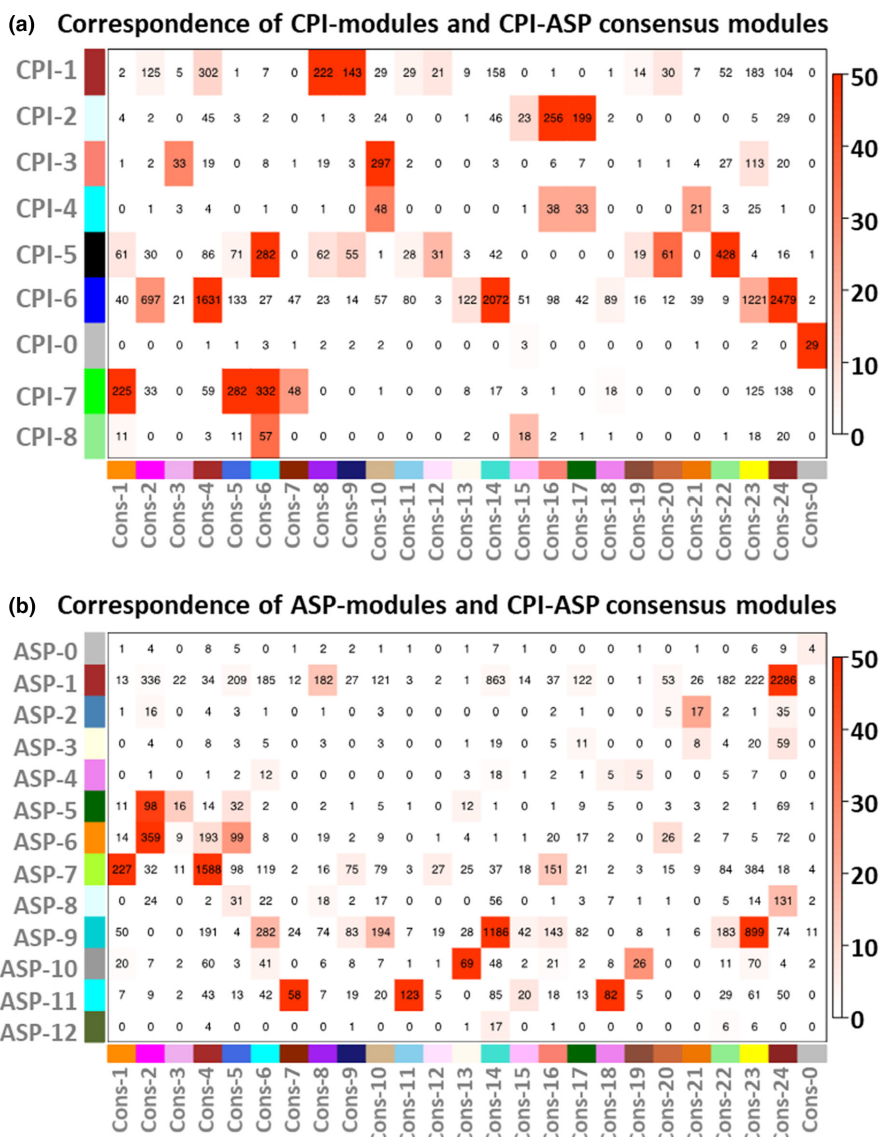 (a) Correspondence of CPI-modules and CPI-ASP consensus modules
CPI-1 2 125 5 302 1 7 0 222 143 29 29 21 9 158 0 1 0 1 14 30 7 52 183 104 0
CPI-2 4 2 0 45 3 2 0 1 3 24 0 0 1 46 23 256 199 2 0 0 0 0 5 29 0
CPI-3 1 2 33 19 0 8 1 19 3 297 2 0 0 3 0 6 7 0 1 1 4 27 113 20 0
CPI-4 0 1 3 4 0 1 0 1 0 48 0 0 0 0 1 38 33 0 0 0 21 3 25 1 0
CPI-5 61 30 0 86 71 282 0 62 55 1 28 31 3 42 0 0 0 0 19 61 0 428 4 16 1
CPI-6 40 697 21 1631 133 27 47 23 14 57 80 3 122 2072 51 98 42 89 16 12 39 9 1221 2479 2
CPI-0 0 0 0 1 1 3 1 2 2 2 0 0 0 0 3 0 0 0 0 0 1 0 2 0 29
CPI-7 225 33 0 59 282 332 48 0 0 1 0 0 8 17 3 1 0 18 0 0 0 0 125 138 0
CPI-8 11 0 0 3 11 57 0 0 0 0 0 0 2 0 18 2 1 1 0 0 0 1 18 20 0
50
40
30
20
10
0
Cons-1 Cons-2 Cons-3 Cons-4 Cons-5 Cons-6 Cons-7 Cons-8 Cons-9 Cons-10 Cons-11 Cons-12 Cons-13 Cons-14 Cons-15 Cons-16 Cons-17 Cons-18 Cons-19 Cons-20 Cons-21 Cons-22 Cons-23 Cons-24 Cons-0
(b) Correspondence of ASP-modules and CPI-ASP consensus modules
ASP-0 1 4 0 8 5 0 1 2 2 1 1 0 1 7 1 0 0 0 0 1 0 6 9 4
ASP-1 13 336 22 34 209 185 12 182 27 121 3 2 1 863 14 37 122 0 1 53 26 182 222 2286 8
ASP-2 1 16 0 4 3 1 0 1 0 3 0 0 0 0 0 2 1 0 0 5 17 2 1 35 0
ASP-3 0 4 0 8 3 5 0 3 0 3 0 0 1 19 0 5 11 0 0 0 8 4 20 59 0
ASP-4 0 1 0 1 2 12 0 0 0 0 0 0 3 18 1 2 1 5 5 0 0 5 7 0 0
ASP-5 11 98 16 14 32 2 0 2 1 5 1 0 12 1 0 1 9 5 0 3 3 2 1 69 1
ASP-6 14 359 9 193 99 8 0 19 2 9 0 1 4 1 1 20 17 2 0 26 2 7 5 72 0
ASP-7 227 32 11 1588 98 119 2 16 75 79 3 27 25 37 18 151 21 2 3 15 9 84 384 18 4
ASP-8 0 24 0 2 31 22 0 18 2 17 0 0 0 56 0 1 3 7 1 1 0 5 14 131 2
ASP-9 50 0 0 191 4 282 24 74 83 194 7 19 28 1186 42 143 82 0 8 1 6 183 899 74 11
ASP-10 20 7 2 60 3 41 0 6 8 7 1 1 69 48 2 21 2 8 26 0 0 11 70 4 2
ASP-11 7 9 2 43 13 42 58 7 19 20 123 5 0 85 20 18 13 82 5 0 0 29 61 50 0
ASP-12 0 0 0 4 0 0 0 0 1 0 0 0 1 17 0 1 0 0 0 0 0 6 6 0 0
50
40
30
20
10
0
Cons-1 Cons-2 Cons-3 Cons-4 Cons-5 Cons-6 Cons-7 Cons-8 Cons-9 Cons-10 Cons-11 Cons-12 Cons-13 Cons-14 Cons-15 Cons-16 Cons-17 Cons-18 Cons-19 Cons-20 Cons-21 Cons-22 Cons-23 Cons-24 Cons-0